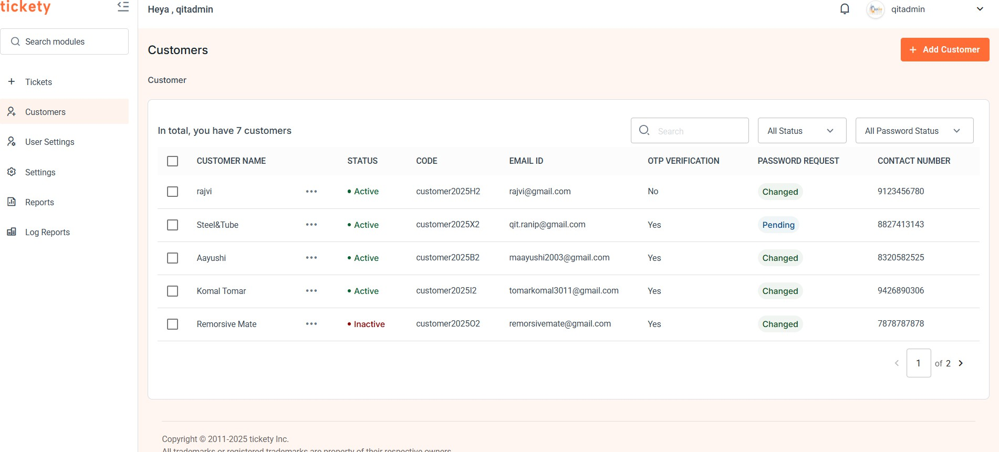 tickety
Heya , qitadmin
qitadmin
Search modules
Tickets
Customers
User Settings
Settings
Reports
Log Reports
Customers
+ Add Customer
Customer
In total, you have 7 customers
Search
All Status
All Password Status
CUSTOMER NAME STATUS CODE EMAIL ID OTP VERIFICATION PASSWORD REQUEST CONTACT NUMBER
rajvi ••• • Active customer2025H2 rajvi@gmail.com No Changed 9123456780
Steel&Tube ••• • Active customer2025X2 qit.ranip@gmail.com Yes Pending 8827413143
Aayushi ••• • Active customer2025B2 maayushi2003@gmail.com Yes Changed 8320582525
Komal Tomar ••• • Active customer2025I2 tomarkomal3011@gmail.com Yes Changed 9426890306
Remorsive Mate ••• • Inactive customer2025O2 remorsivemate@gmail.com Yes Changed 7878787878
1 of 2
Copyright © 2011-2025 tickety Inc.
All trademarks or registered trademarks are property of their respective owners.